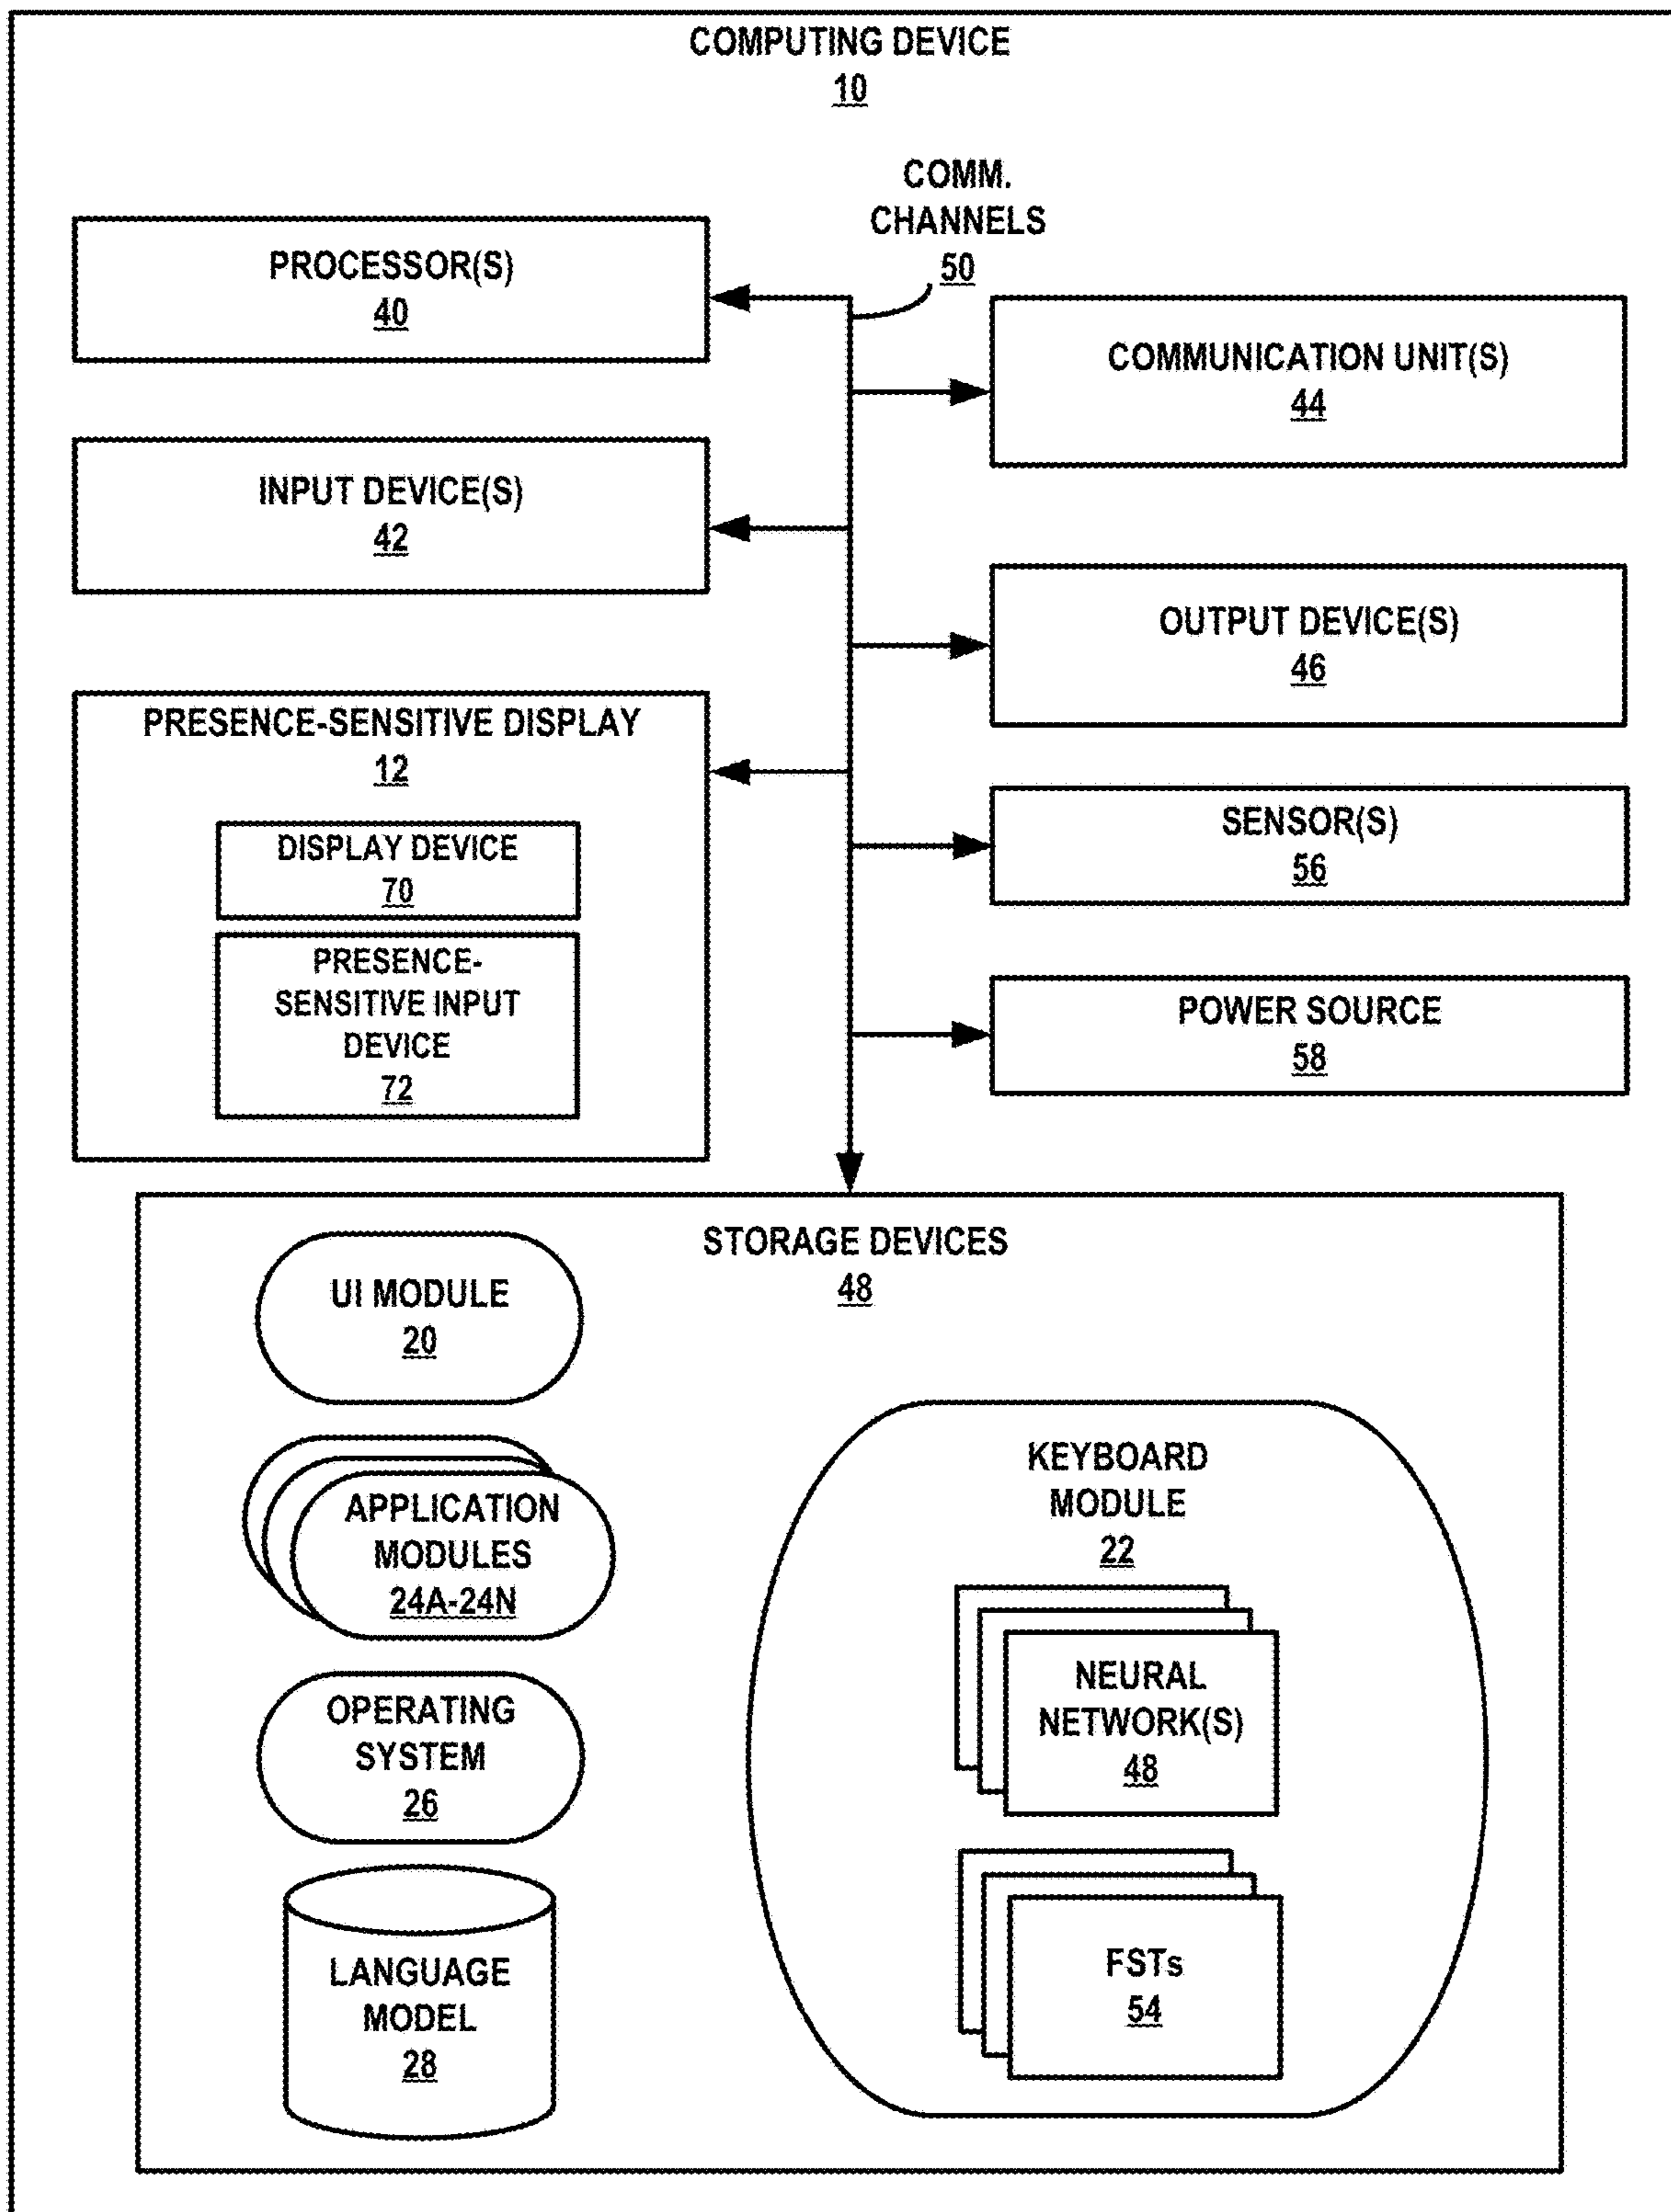 COMPUTING DEVICE
10
COMM.
CHANNELS
50
PROCESSOR(S)
40
COMMUNICATION UNIT(S)
44
INPUT DEVICE(S)
42
OUTPUT DEVICE(S)
46
PRESENCE-SENSITIVE DISPLAY
12
DISPLAY DEVICE
70
PRESENCE-
SENSITIVE INPUT
DEVICE
72
SENSOR(S)
56
POWER SOURCE
58
STORAGE DEVICES
48
UI MODULE
20
APPLICATION
MODULES
24A-24N
OPERATING
SYSTEM
26
LANGUAGE
MODEL
28
KEYBOARD
MODULE
22
NEURAL
NETWORK(S)
48
FSTs
54